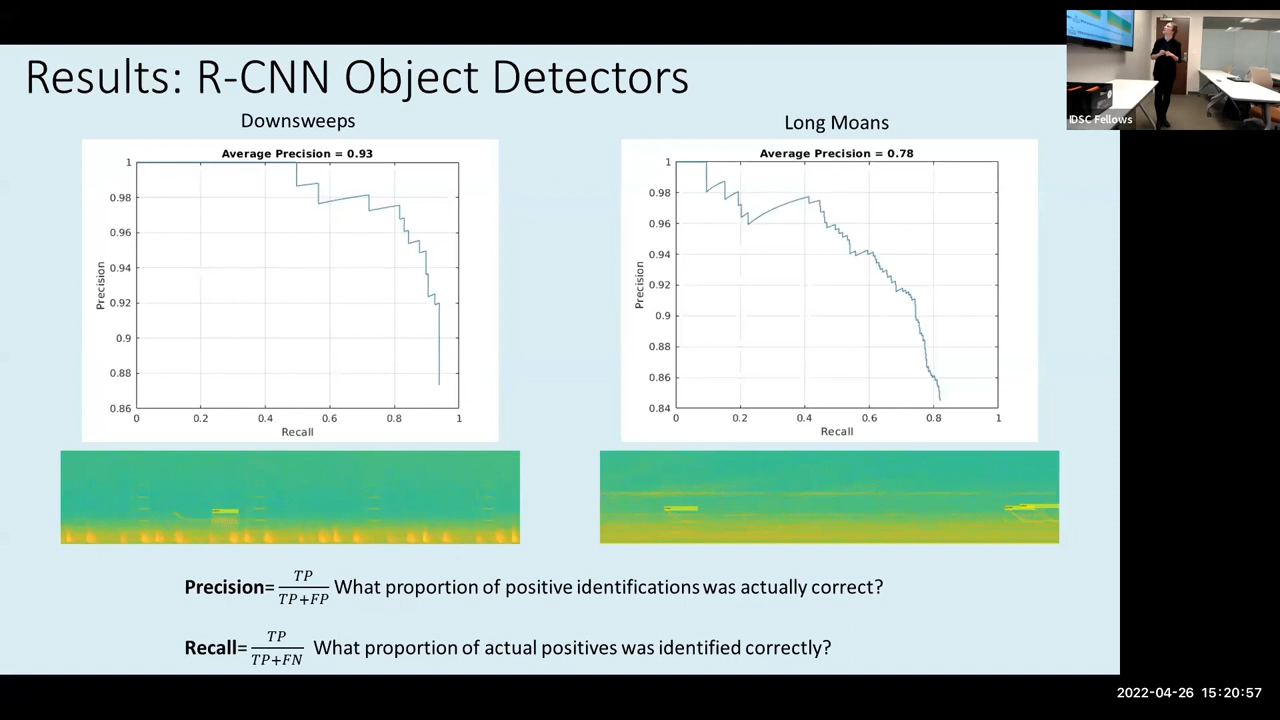 Results: R-CNN Object Detectors
Downsweeps
Long Moans
Average Precision = 0.93
1
0.98
0.96
0.94
0.92
0.9
0.88
0.86
Precision
0 0.2 0.4 0.6 0.8 1
Recall
Average Precision = 0.78
1
0.98
0.96
0.94
0.92
0.9
0.88
0.86
0.84
Precision
0 0.2 0.4 0.6 0.8 1
Recall
Precision= TP / TP+FP What proportion of positive identifications was actually correct?
Recall= TP / TP+FN What proportion of actual positives was identified correctly?
IDSC Fellows
2022-04-26 15:20:57